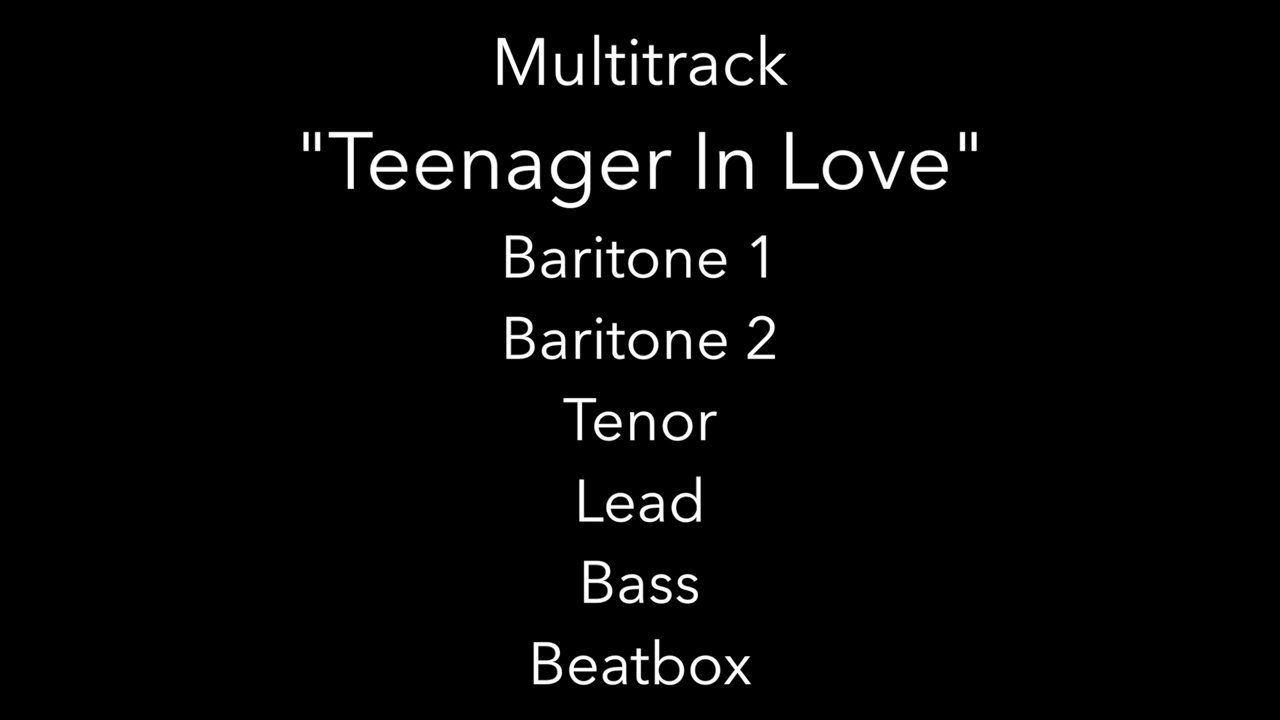 Multitrack
"Teenager In Love"
Baritone 1
Baritone 2
Tenor
Lead
Bass
Beatbox